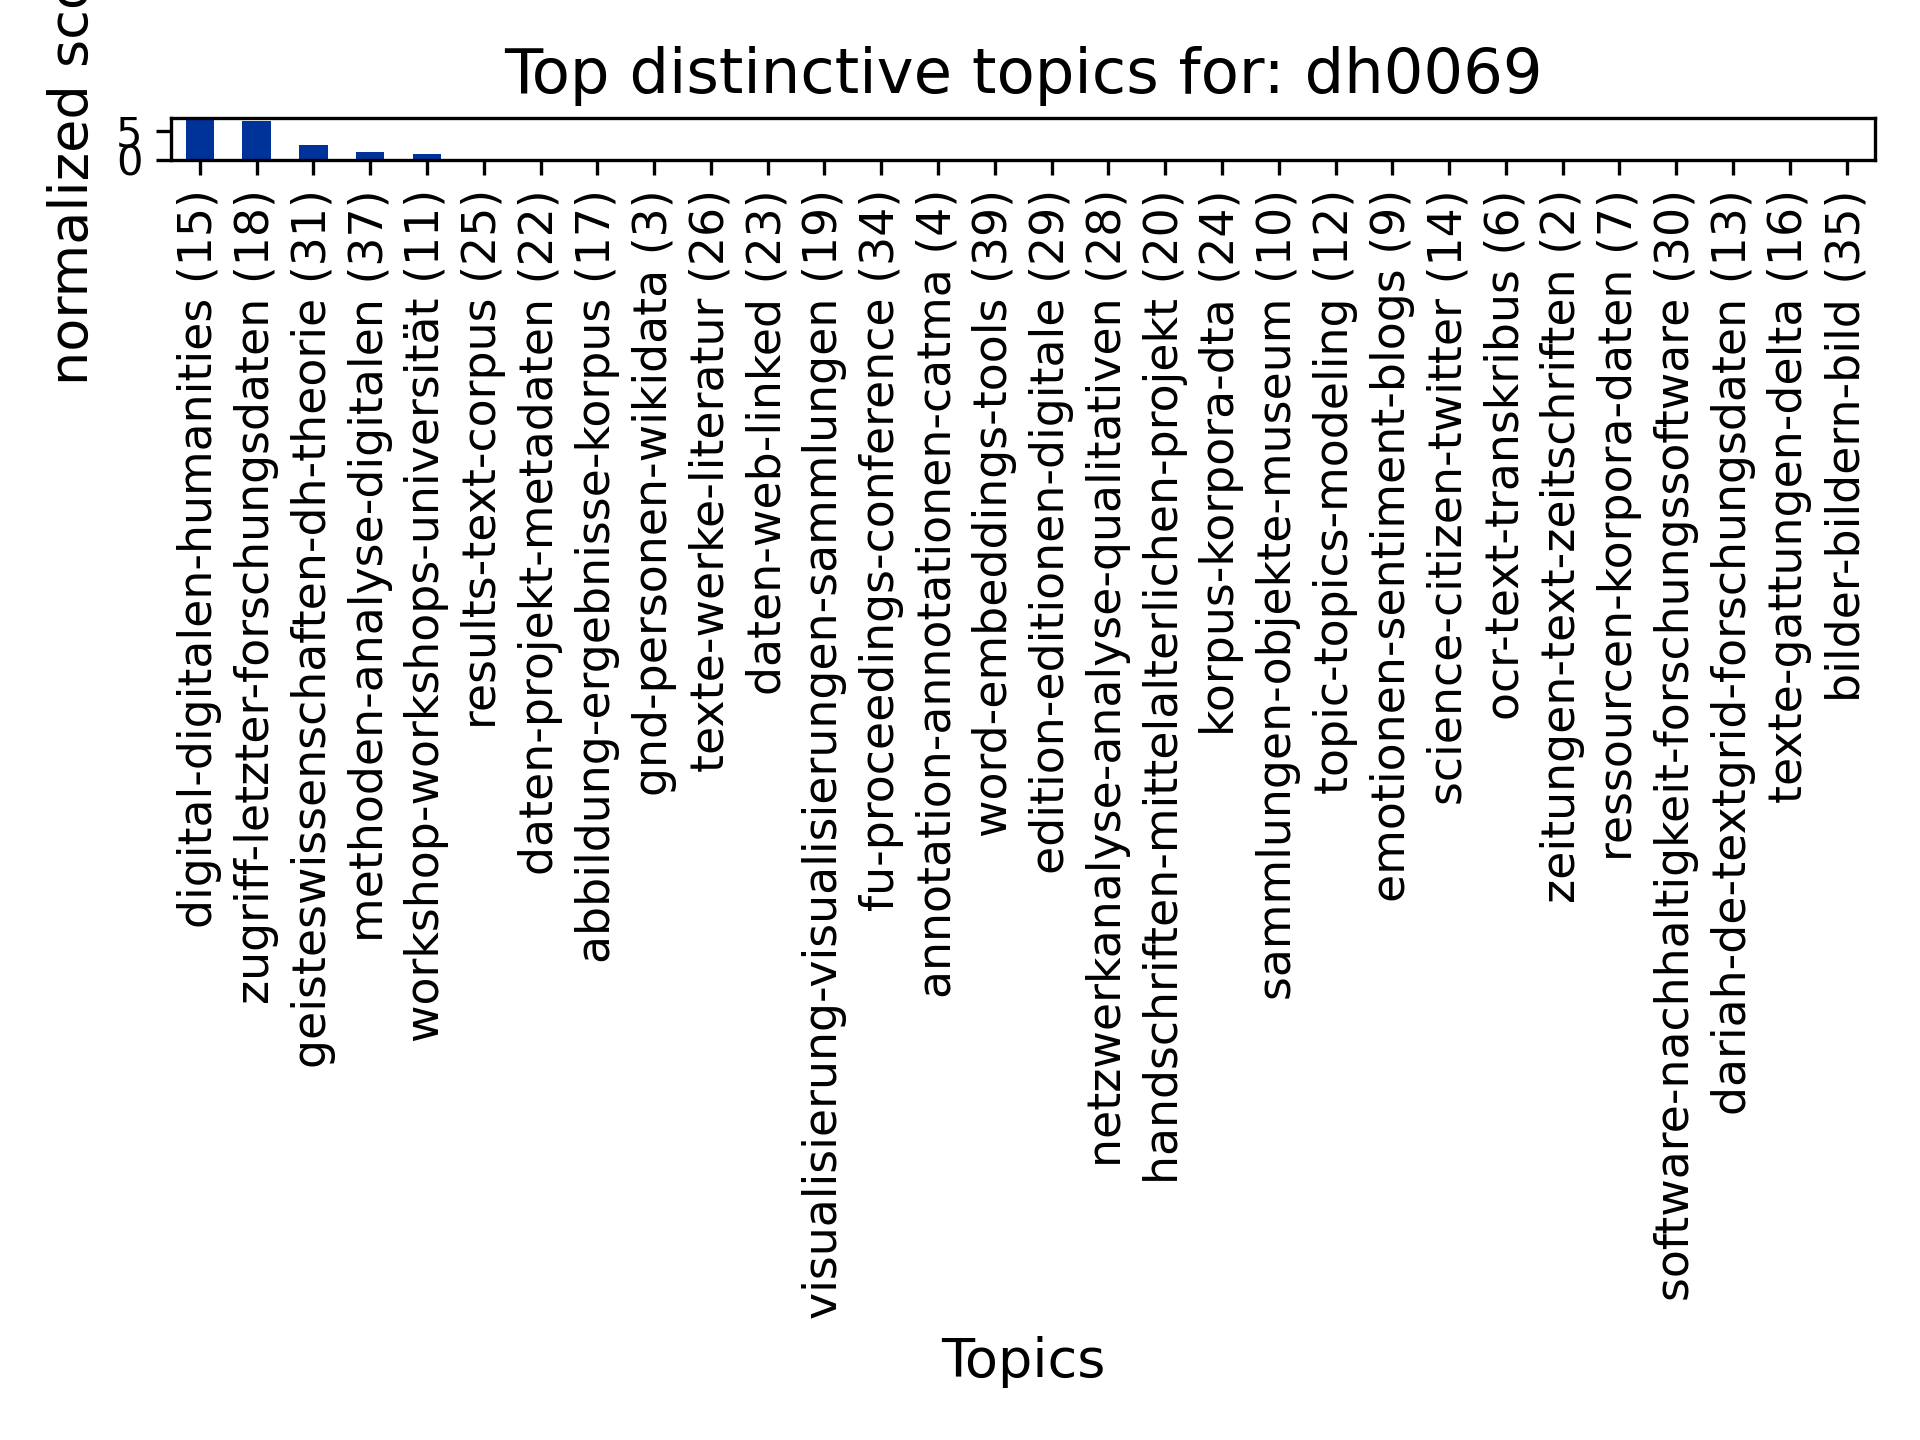 Top distinctive topics for: dh0069
normalized sco
5
0
digital-digitalen-humanities (15)
zugriff-letzter-forschungsdaten (18)
geisteswissenschaften-dh-theorie (31)
methoden-analyse-digitalen (37)
workshop-workshops-universität (11)
results-text-corpus (25)
daten-projekt-metadaten (22)
abbildung-ergebnisse-korpus (17)
gnd-personen-wikidata (3)
texte-werke-literatur (26)
daten-web-linked (23)
visualisierung-visualisierungen-sammlungen (19)
fu-proceedings-conference (34)
annotation-annotationen-catma (4)
word-embeddings-tools (39)
edition-editionen-digitale (29)
netzwerkanalyse-analyse-qualitativen (28)
handschriften-mittelalterlichen-projekt (20)
korpus-korpora-dta (24)
sammlungen-objekte-museum (10)
topic-topics-modeling (12)
emotionen-sentiment-blogs (9)
science-citizen-twitter (14)
ocr-text-transkribus (6)
zeitungen-text-zeitschriften (2)
ressourcen-korpora-daten (7)
software-nachhaltigkeit-forschungssoftware (30)
dariah-de-textgrid-forschungsdaten (13)
texte-gattungen-delta (16)
bilder-bildern-bild (35)
Topics